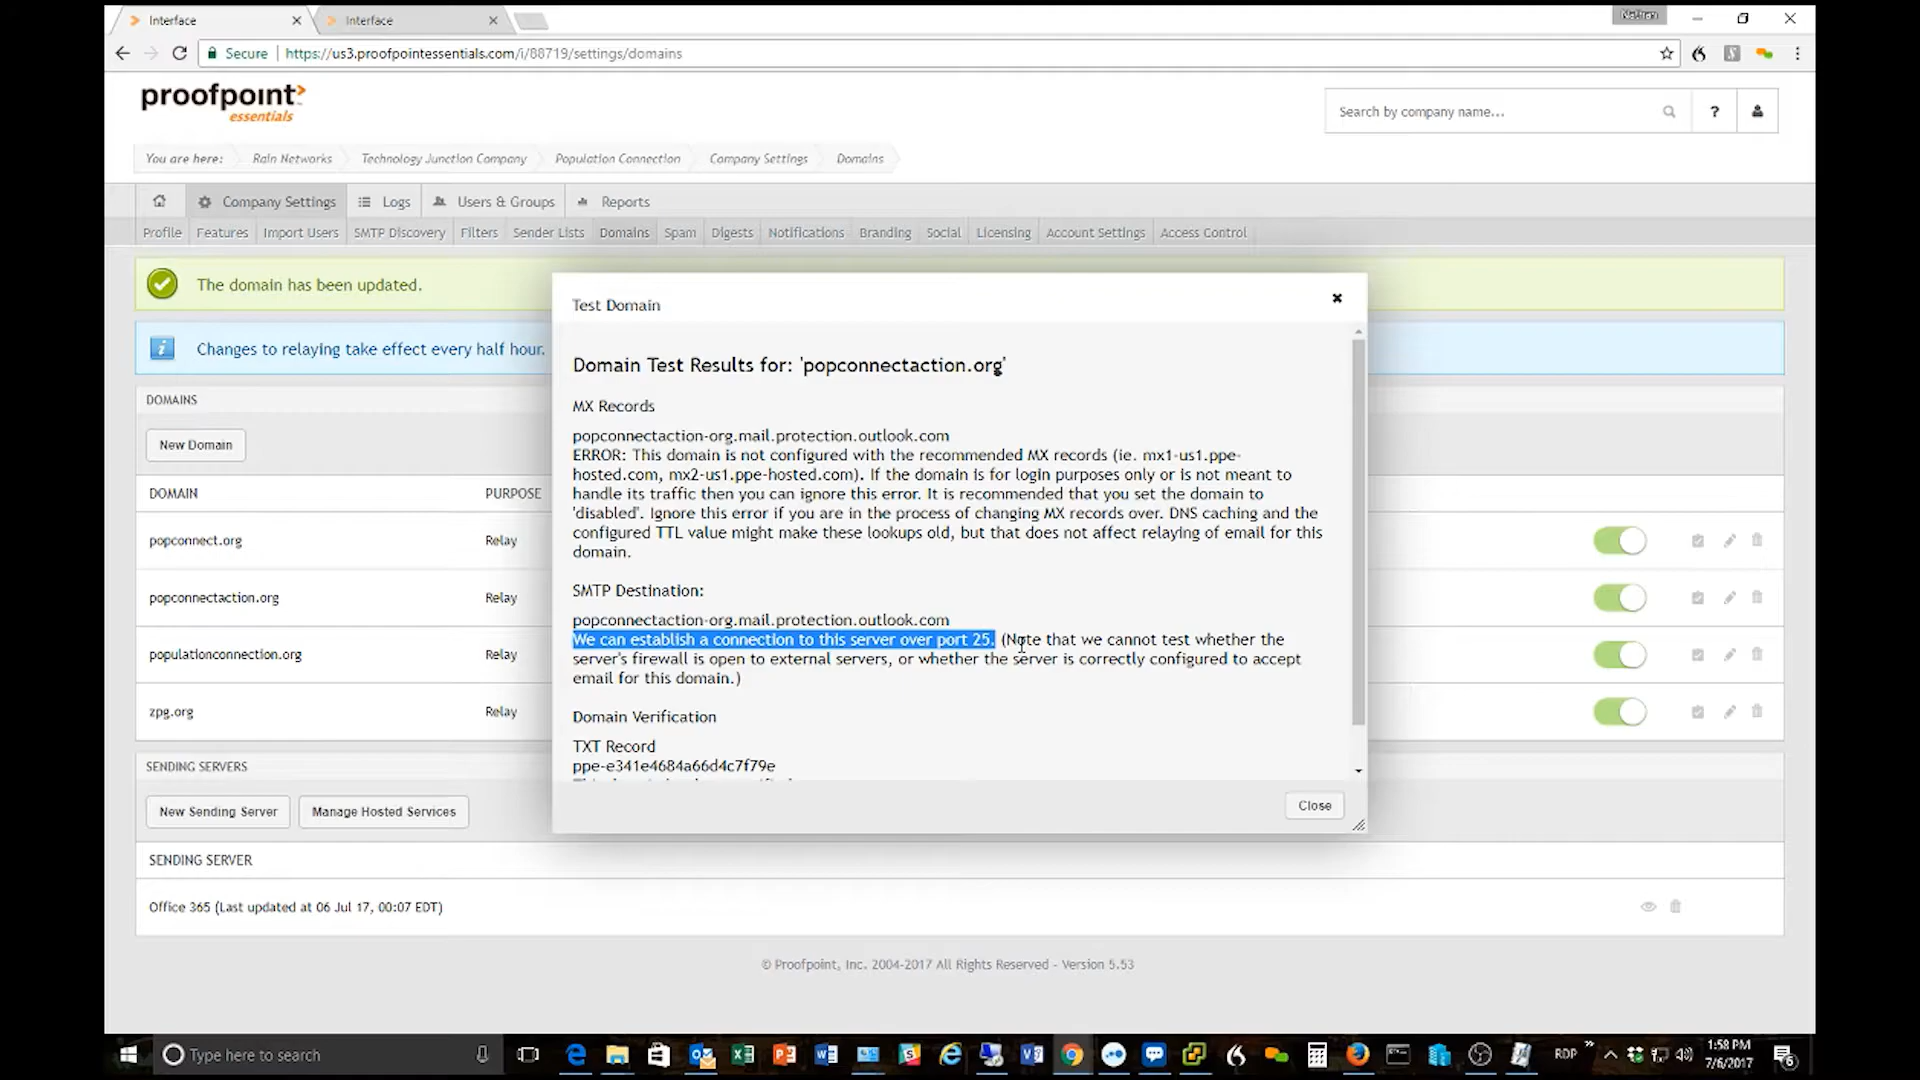 Interface
Interface
Nathan
Secure https://us3.proofpointessentials.com/i/88719/settings/domains
proofpoint
essentials
Search by company name...
?
You are here: Rain Networks Technology Junction Company Population Connection Company Settings Domains
Company Settings Logs Users & Groups Reports
Profile Features Import Users SMTP Discovery Filters Sender Lists Domains Spam Digests Notifications Branding Social Licensing Account Settings Access Control
The domain has been updated.
Changes to relaying take effect every half hour.
DOMAINS
New Domain
DOMAIN PURPOSE
popconnect.org Relay
popconnectaction.org Relay
populationconnection.org Relay
zpg.org Relay
SENDING SERVERS
New Sending Server Manage Hosted Services
SENDING SERVER
Office 365 (Last updated at 06 Jul 17, 00:07 EDT)
Test Domain
Domain Test Results for: 'popconnectaction.org'
MX Records
popconnectaction-org.mail.protection.outlook.com
ERROR: This domain is not configured with the recommended MX records (ie. mx1-us1.ppe-
hosted.com, mx2-us1.ppe-hosted.com). If the domain is for login purposes only or is not meant to
handle its traffic then you can ignore this error. It is recommended that you set the domain to
'disabled'. Ignore this error if you are in the process of changing MX records over. DNS caching and the
configured TTL value might make these lookups old, but that does not affect relaying of email for this
domain.
SMTP Destination:
popconnectaction-org.mail.protection.outlook.com
We can establish a connection to this server over port 25. (Note that we cannot test whether the
server's firewall is open to external servers, or whether the server is correctly configured to accept
email for this domain.)
Domain Verification
TXT Record
ppe-e341e4684a66d4c7f79e
Close
© Proofpoint, Inc. 2004-2017 All Rights Reserved - Version 5.53
Type here to search
RDP
1:58 PM
7/6/2017